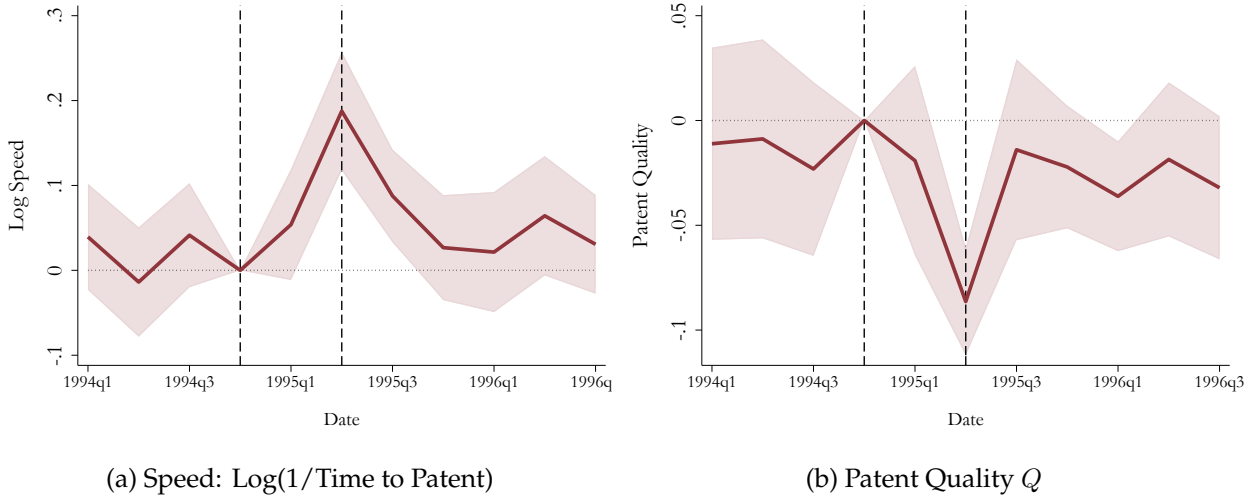 .3
.2
.1
0
-.1
Log Speed
1994q1 1994q3 1995q1 1995q3 1996q1 1996q
Date
(a) Speed: Log(1/Time to Patent)
.05
0
-.05
-.1
Patent Quality
1994q1 1994q3 1995q1 1995q3 1996q1 1996q3
Date
(b) Patent Quality Q